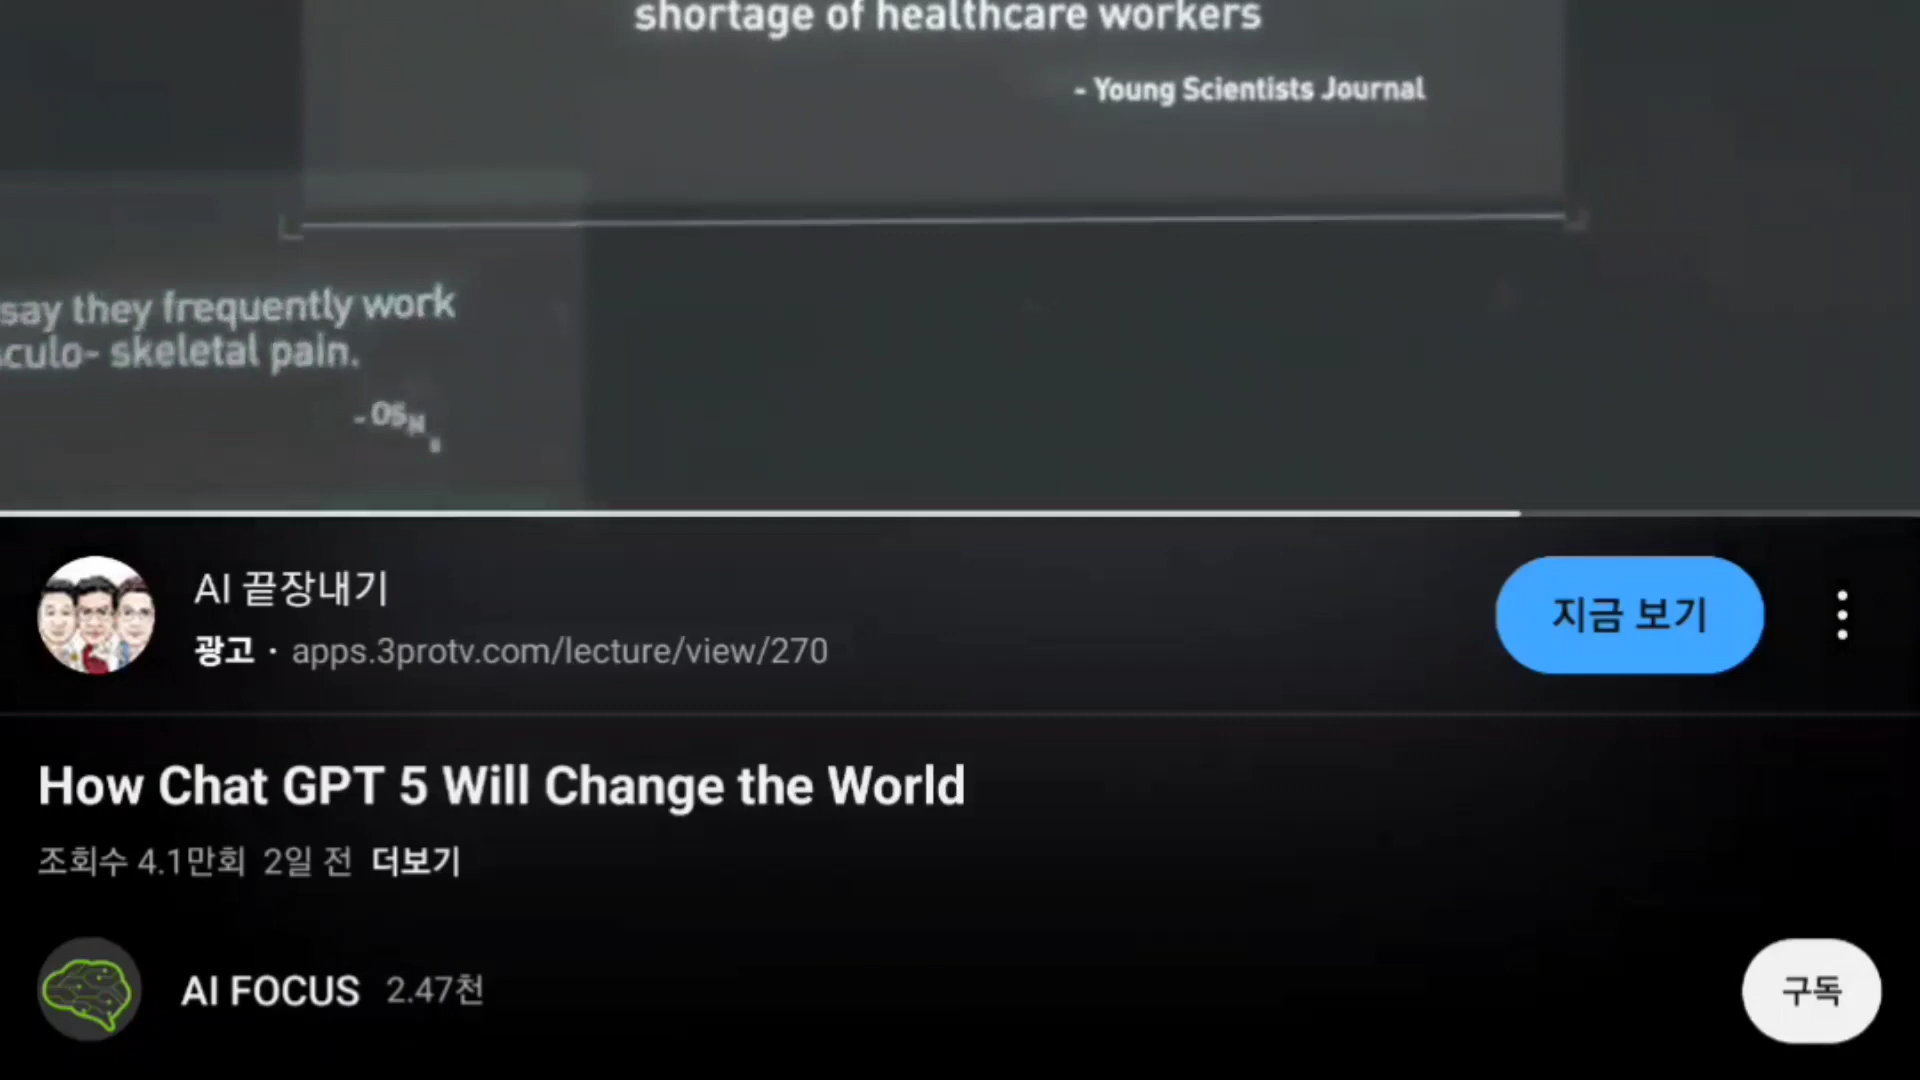 shortage of healthcare workers
- Young Scientists Journal
say they frequently work
culo- skeletal pain.
AI 끝장내기
광고 · apps.3protv.com/lecture/view/270
지금 보기
How Chat GPT 5 Will Change the World
조회수 4.1만회 2일 전 더보기
AI FOCUS 2.47천
구독